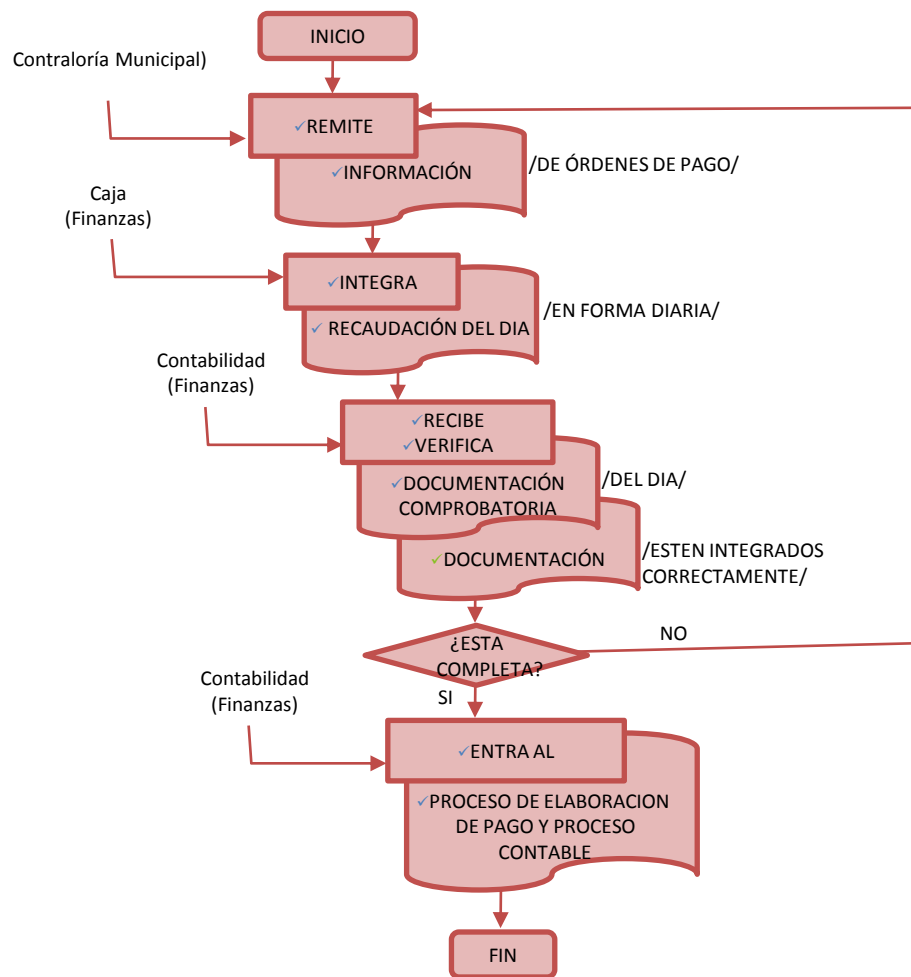 INICIO
Contraloría Municipal)
✓REMITE
✓INFORMACIÓN
/DE ÓRDENES DE PAGO/
Caja
(Finanzas)
✓INTEGRA
✓ RECAUDACIÓN DEL DIA
/EN FORMA DIARIA/
Contabilidad
(Finanzas)
✓RECIBE
✓VERIFICA
✓DOCUMENTACIÓN
COMPROBATORIA
/DEL DIA/
✓DOCUMENTACIÓN
/ESTEN INTEGRADOS
CORRECTAMENTE/
¿ESTA
COMPLETA?
NO
SI
Contabilidad
(Finanzas)
✓ENTRA AL
✓PROCESO DE ELABORACION
DE PAGO Y PROCESO
CONTABLE
FIN